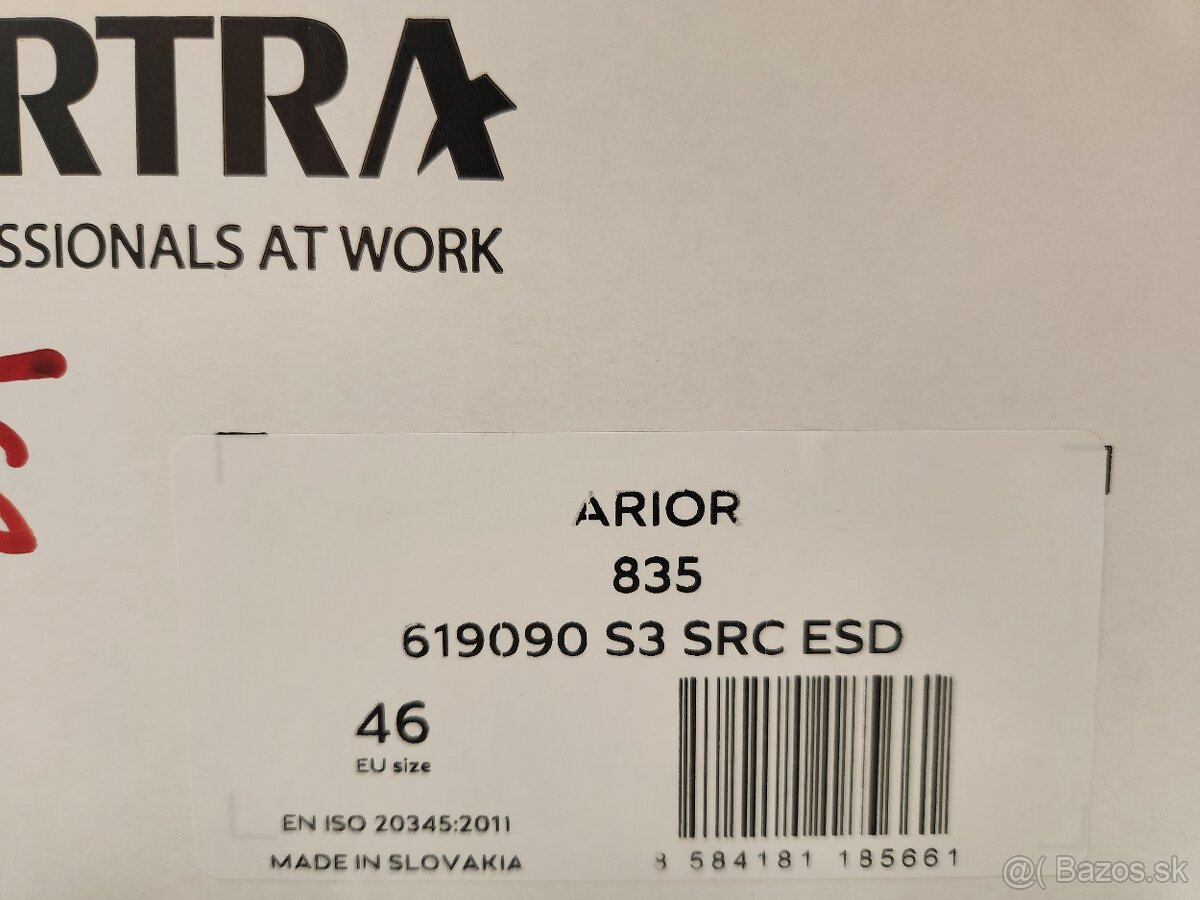 RTRA
SSIONALS AT WORK
ARIOR
835
619090 S3 SRC ESD
46
EU size
EN ISO 20345:2011
MADE IN SLOVAKIA
8 584181 185661
@( Bazos.sk